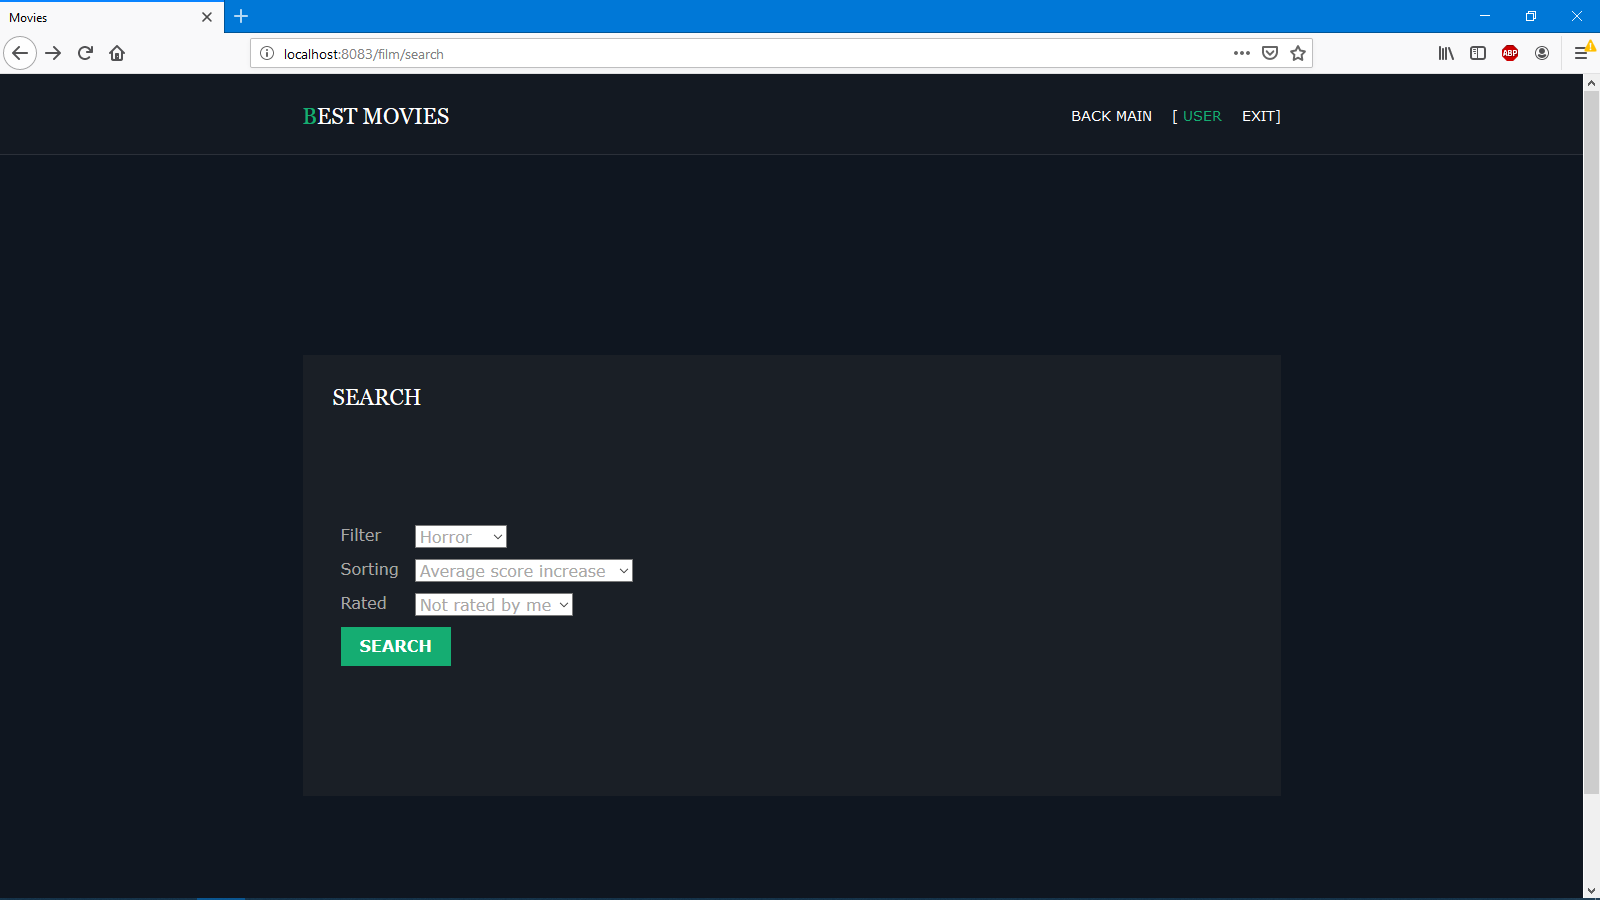 Movies
localhost:8083/film/search
ABP
BEST MOVIES
BACK MAIN [ USER EXIT]
SEARCH
Filter Horror
Sorting Average score increase
Rated Not rated by me
SEARCH